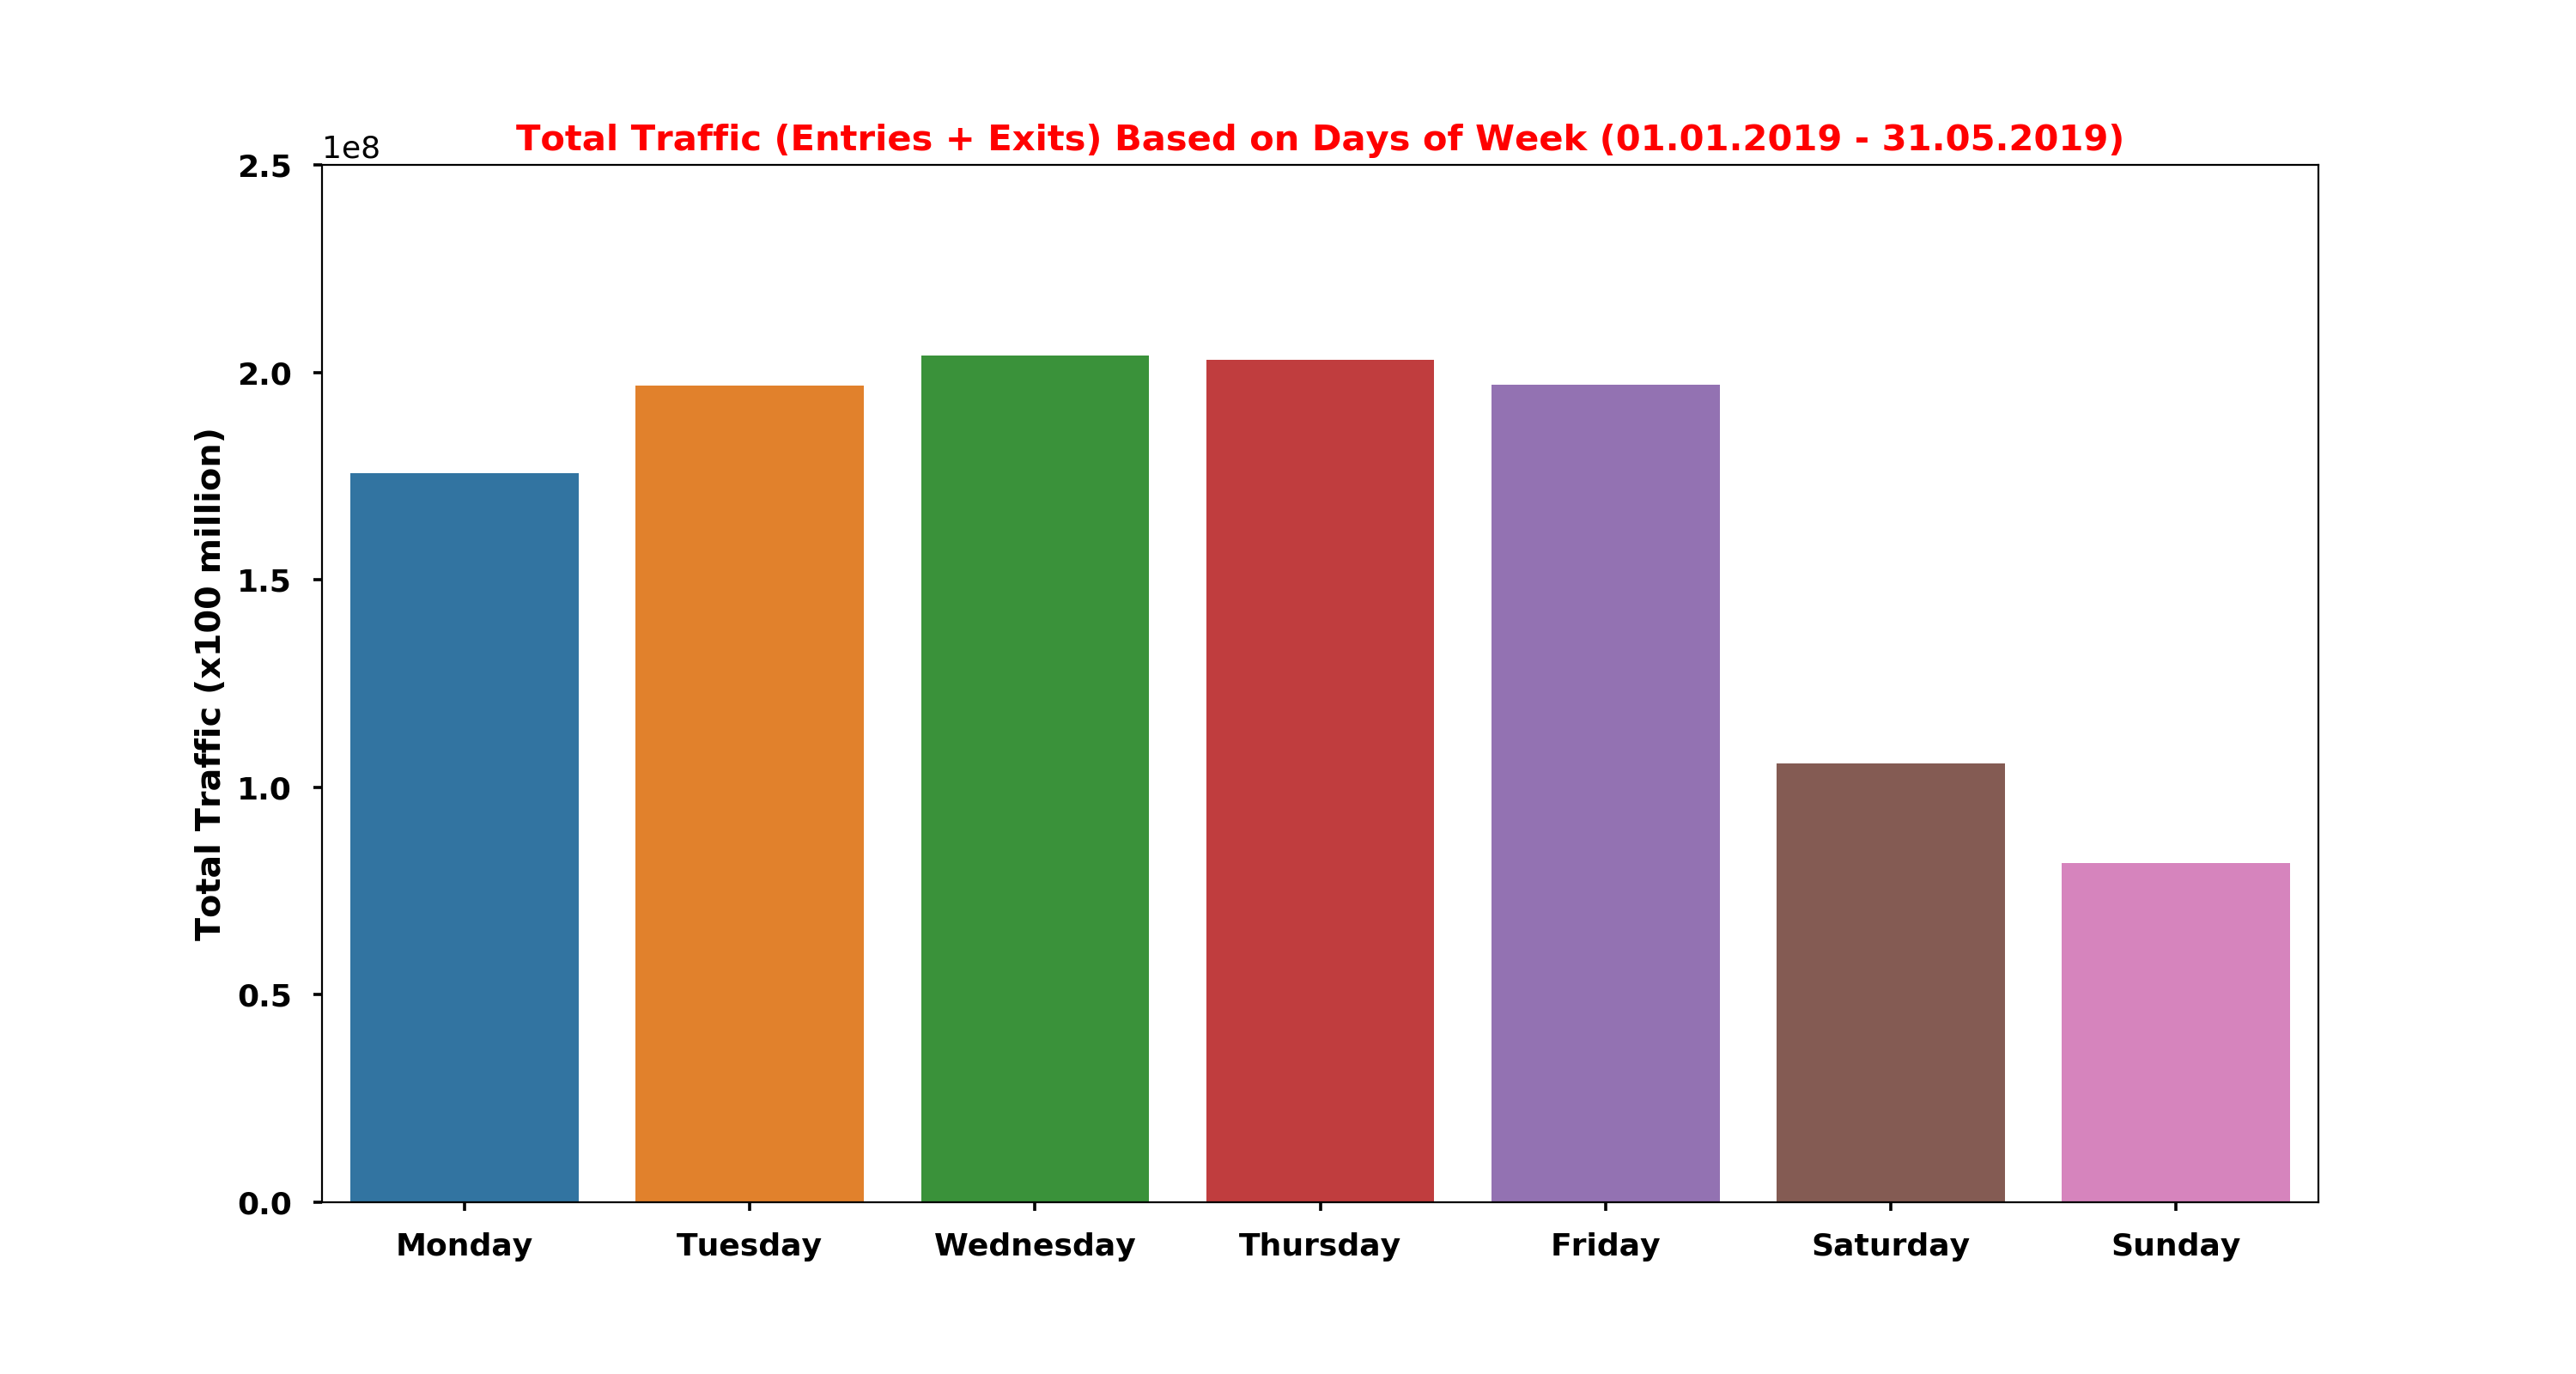 Total Traffic (Entries + Exits) Based on Days of Week (01.01.2019 - 31.05.2019)
1e8
2.5
2.0
1.5
1.0
0.5
0.0
Total Traffic (x100 million)
Monday
Tuesday
Wednesday
Thursday
Friday
Saturday
Sunday